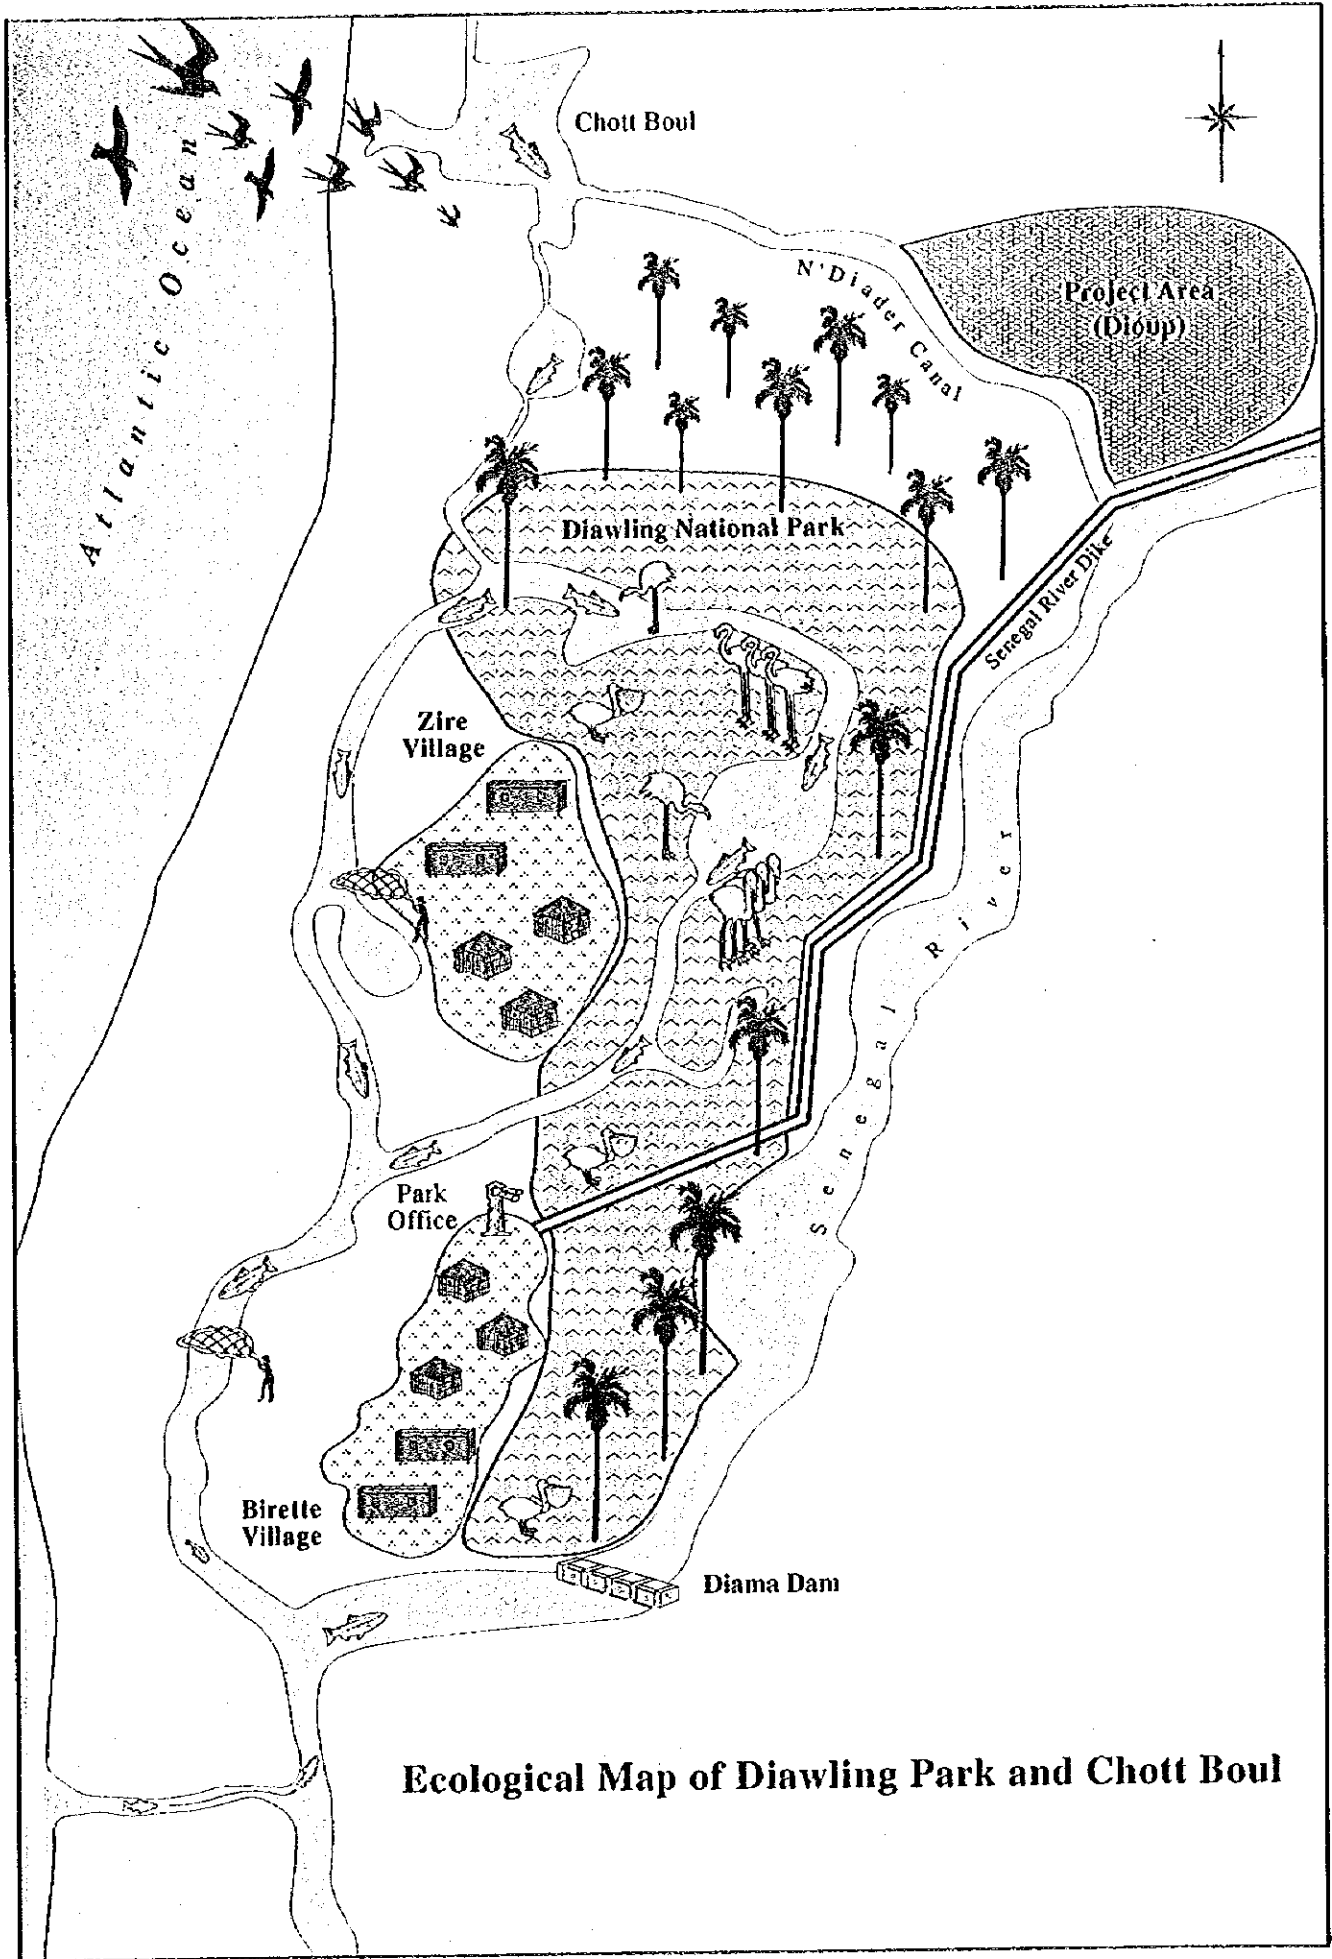 Chott Boul
Atlantic Ocean
N'Diader Canal
Project Area
(Dioup)
Diawling National Park
Senegal River Dike
Zire
Village
Senegal River
Park
Office
Birette
Village
Diama Dam
Ecological Map of Diawling Park and Chott Boul